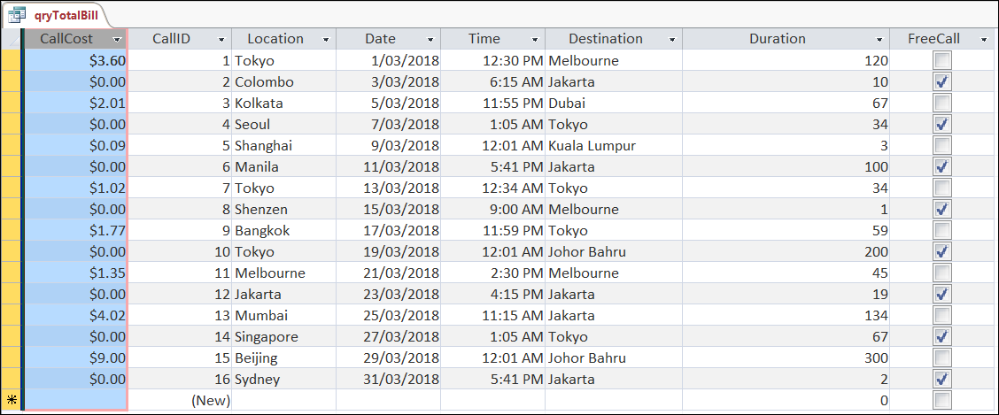 qryTotalBill
CallCost CallID Location Date Time Destination Duration FreeCall
$3.60 1 Tokyo 1/03/2018 12:30 PM Melbourne 120
$0.00 2 Colombo 3/03/2018 6:15 AM Jakarta 10
$2.01 3 Kolkata 5/03/2018 11:55 PM Dubai 67
$0.00 4 Seoul 7/03/2018 1:05 AM Tokyo 34
$0.09 5 Shanghai 9/03/2018 12:01 AM Kuala Lumpur 3
$0.00 6 Manila 11/03/2018 5:41 PM Jakarta 100
$1.02 7 Tokyo 13/03/2018 12:34 AM Tokyo 34
$0.00 8 Shenzen 15/03/2018 9:00 AM Melbourne 1
$1.77 9 Bangkok 17/03/2018 11:59 PM Tokyo 59
$0.00 10 Tokyo 19/03/2018 12:01 AM Johor Bahru 200
$1.35 11 Melbourne 21/03/2018 2:30 PM Melbourne 45
$0.00 12 Jakarta 23/03/2018 4:15 PM Jakarta 19
$4.02 13 Mumbai 25/03/2018 11:15 AM Jakarta 134
$0.00 14 Singapore 27/03/2018 1:05 AM Tokyo 67
$9.00 15 Beijing 29/03/2018 12:01 AM Johor Bahru 300
$0.00 16 Sydney 31/03/2018 5:41 PM Jakarta 2
(New) 0